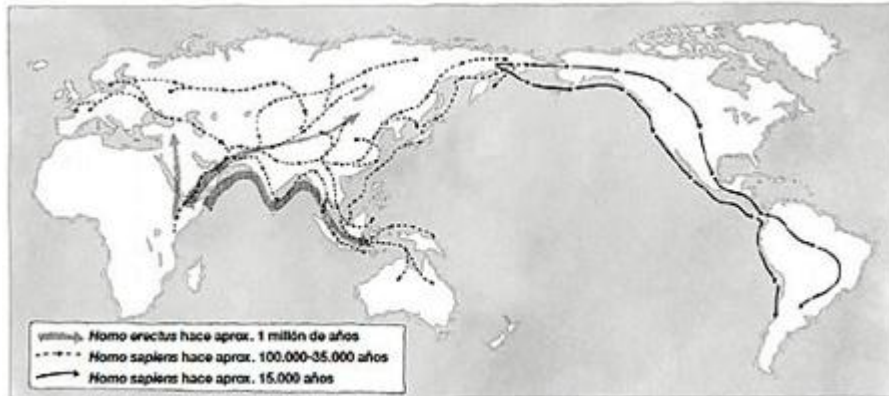 Homo erectus hace aprox. 1 millón de años
Homo sapiens hace aprox. 100.000-35.000 años
Homo sapiens hace aprox. 15.000 años